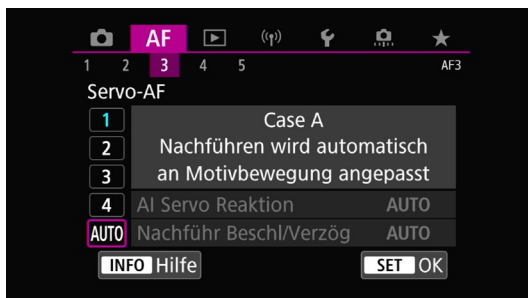 AF
1 2 3 4 5 AF3
Servo-AF
1 Case A
2 Nachführen wird automatisch
3 an Motivbewegung angepasst
4 AI Servo Reaktion AUTO
AUTO Nachführ Beschl/Verzög AUTO
INFO Hilfe SET OK